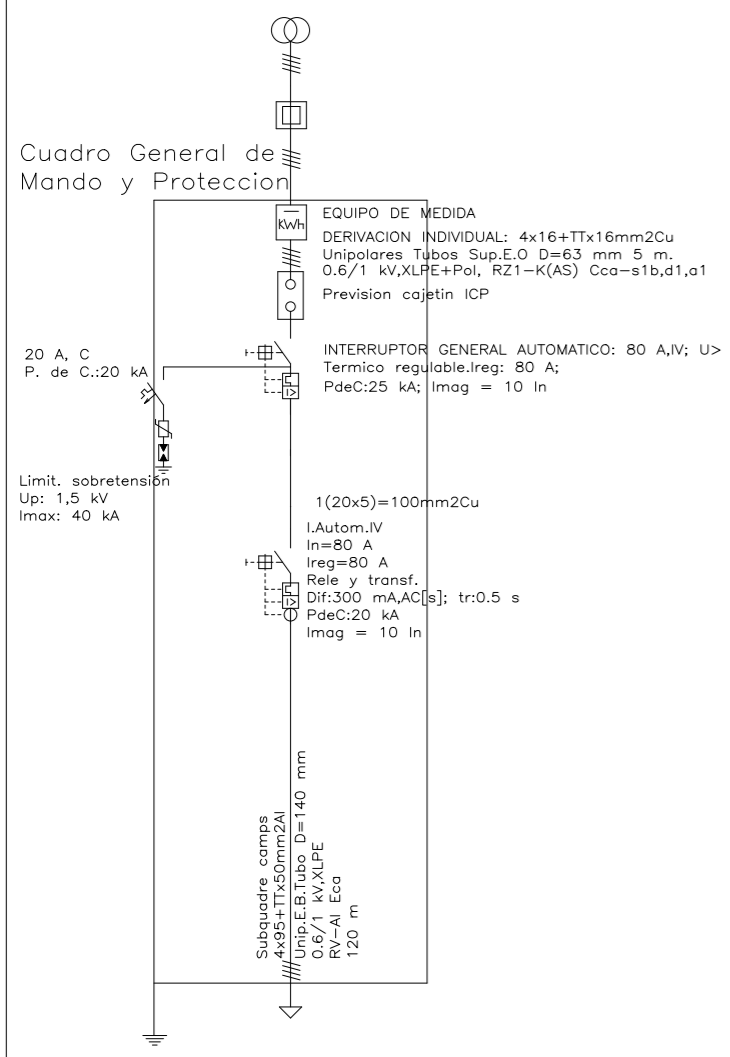 Cuadro General de
Mando y Proteccion
KWh
EQUIPO DE MEDIDA
DERIVACION INDIVIDUAL: 4x16+TTx16mm2Cu
Unipolares Tubos Sup.E.O D=63 mm 5 m.
0.6/1 kV,XLPE+Pol, RZ1-K(AS) Cca-s1b,d1,a1
Prevision cajetin ICP
20 A, C
P. de C.:20 kA
INTERRUPTOR GENERAL AUTOMATICO: 80 A,IV; U>
Termico regulable.Ireg: 80 A;
PdeC:25 kA; Imag = 10 In
I>
Limit. sobretensión
Up: 1,5 kV
Imax: 40 kA
1(20x5)=100mm2Cu
I.Autom.IV
In=80 A
Ireg=80 A
Rele y transf.
Dif:300 mA,AC[s]; tr:0.5 s
PdeC:20 kA
Imag = 10 In
I>
Subquadre camps
4x95+TTx50mm2Al
Unip.E.B.Tubo D=140 mm
0.6/1 kV,XLPE
RV-Al Eca
120 m